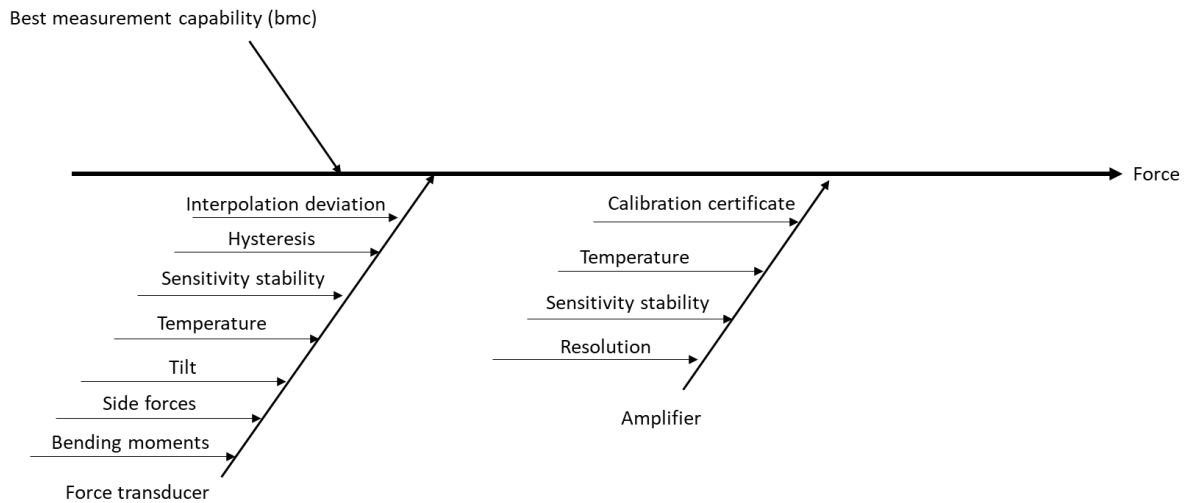 Best measurement capability (bmc)
Force
Interpolation deviation
Hysteresis
Sensitivity stability
Temperature
Tilt
Side forces
Bending moments
Force transducer
Calibration certificate
Temperature
Sensitivity stability
Resolution
Amplifier